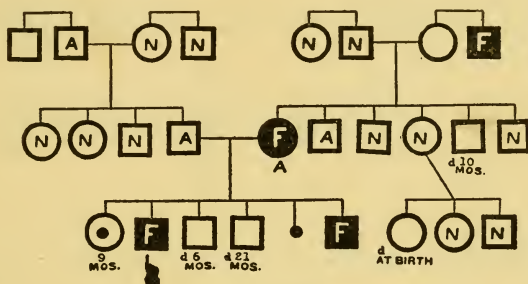 A N N N N F
N N N A F A N N N
A
d.10
MOS.
9
MOS.
F
d.6
MOS.
d.21
MOS.
F
d
AT BIRTH
N N